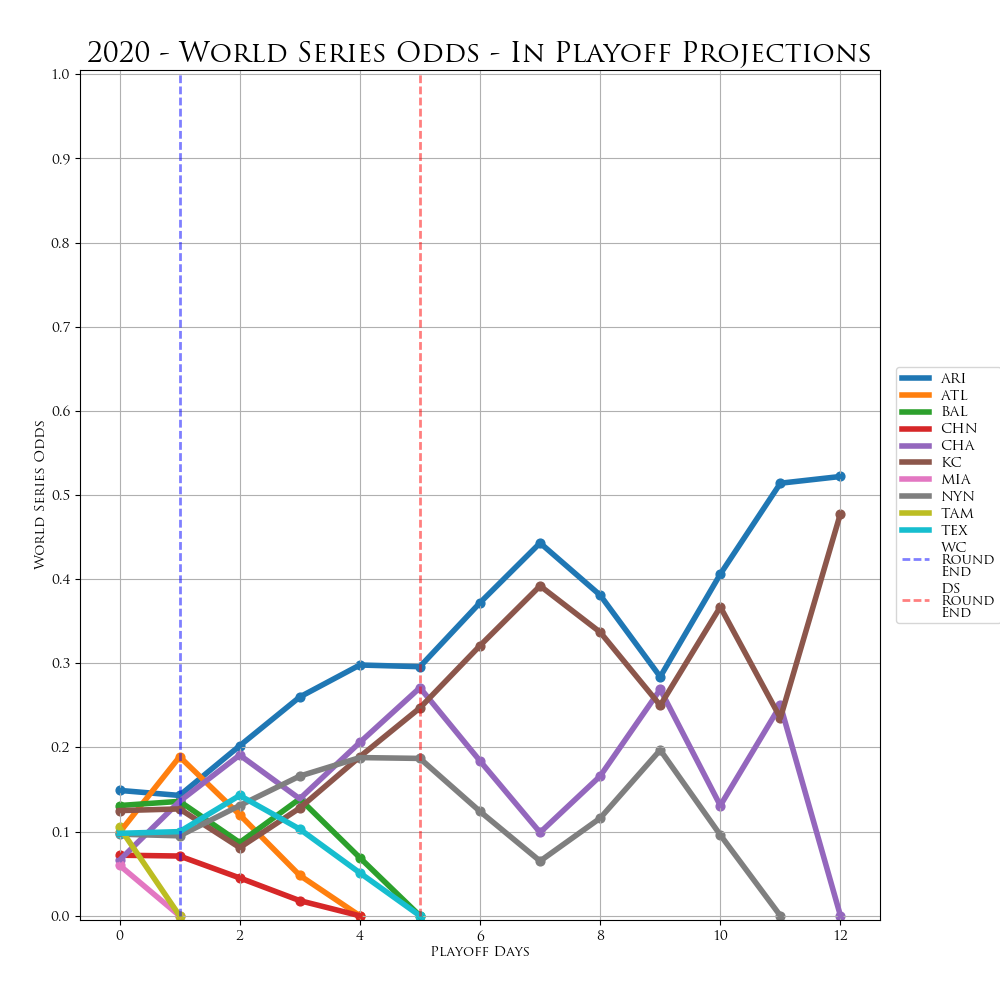 2020 - World Series Odds - In Playoff Projections
1.0
0.9
0.8
0.7
0.6
0.5
0.4
0.3
0.2
0.1
0.0
World Series Odds
0 2 4 6 8 10 12
Playoff Days
ARI
ATL
BAL
CHN
CHA
KC
MIA
NYN
TAM
TEX
WC
Round
End
DS
Round
End